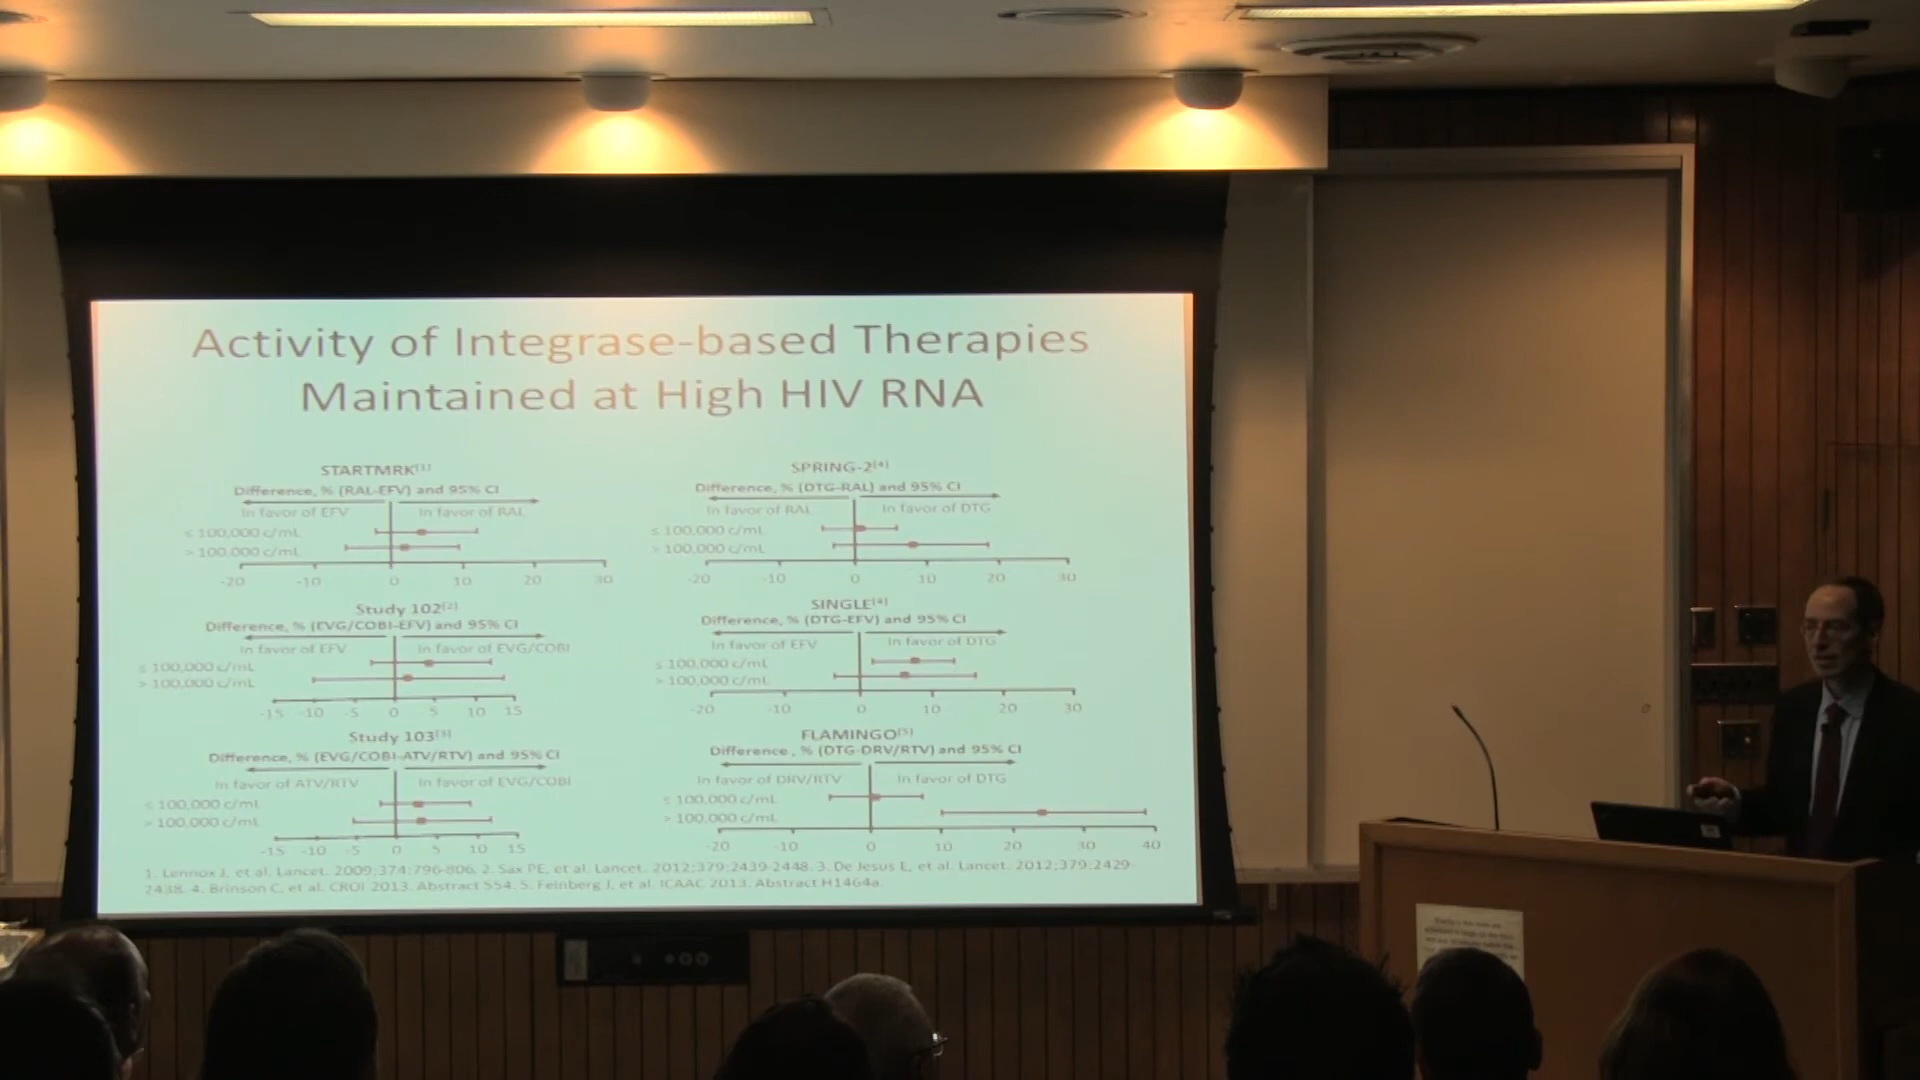 Activity of Integrase-based Therapies
Maintained at High HIV RNA
STARTMRK[1]
Difference, % (RAL-EFV) and 95% CI
In favor of EFV In favor of RAL
≤ 100,000 c/mL
> 100,000 c/mL
-20 -10 0 10 20 30
Study 102[2]
Difference, % (EVG/COBI-EFV) and 95% CI
In favor of EFV In favor of EVG/COBI
≤ 100,000 c/mL
> 100,000 c/mL
-15 -10 -5 0 5 10 15
Study 103[3]
Difference, % (EVG/COBI-ATV/RTV) and 95% CI
In favor of ATV/RTV In favor of EVG/COBI
≤ 100,000 c/mL
> 100,000 c/mL
-15 -10 -5 0 5 10 15
SPRING-2[4]
Difference, % (DTG-RAL) and 95% CI
In favor of RAL In favor of DTG
≤ 100,000 c/mL
> 100,000 c/mL
-20 -10 0 10 20 30
SINGLE[4]
Difference, % (DTG-EFV) and 95% CI
In favor of EFV In favor of DTG
≤ 100,000 c/mL
> 100,000 c/mL
-20 -10 0 10 20 30
FLAMINGO[5]
Difference, % (DTG-DRV/RTV) and 95% CI
In favor of DRV/RTV In favor of DTG
≤ 100,000 c/mL
> 100,000 c/mL
-20 -10 0 10 20 30 40
1. Lennox J, et al. Lancet. 2009;374:796-806. 2. Sax PE, et al. Lancet. 2012;379:2439-2448. 3. De Jesus E, et al. Lancet. 2012;379:2429-
2438. 4. Brinson C, et al. CROI 2013. Abstract 554. 5. Feinberg J, et al. ICAAC 2013. Abstract H1464a.